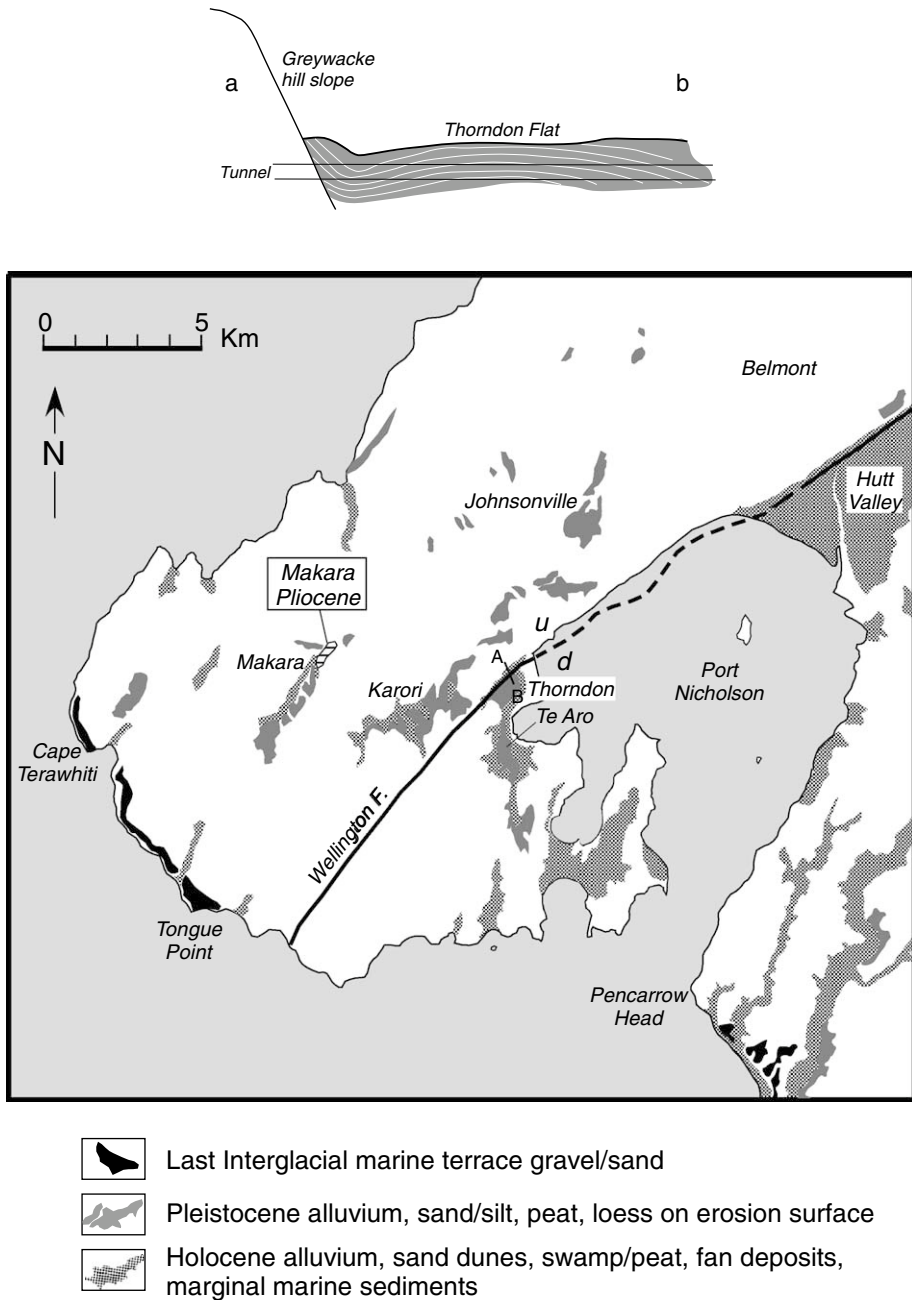 Greywacke
hill slope
a
b
Thorndon Flat
Tunnel
0
5
Km
Belmont
N
Hutt
Valley
Johnsonville
Makara
Pliocene
u
Makara
A
d
Port
Nicholson
Karori
B
Thorndon
Te Aro
Cape
Terawhiti
Wellington F.
Tongue
Point
Pencarrow
Head
Last Interglacial marine terrace gravel/sand
Pleistocene alluvium, sand/silt, peat, loess on erosion surface
Holocene alluvium, sand dunes, swamp/peat, fan deposits,
marginal marine sediments